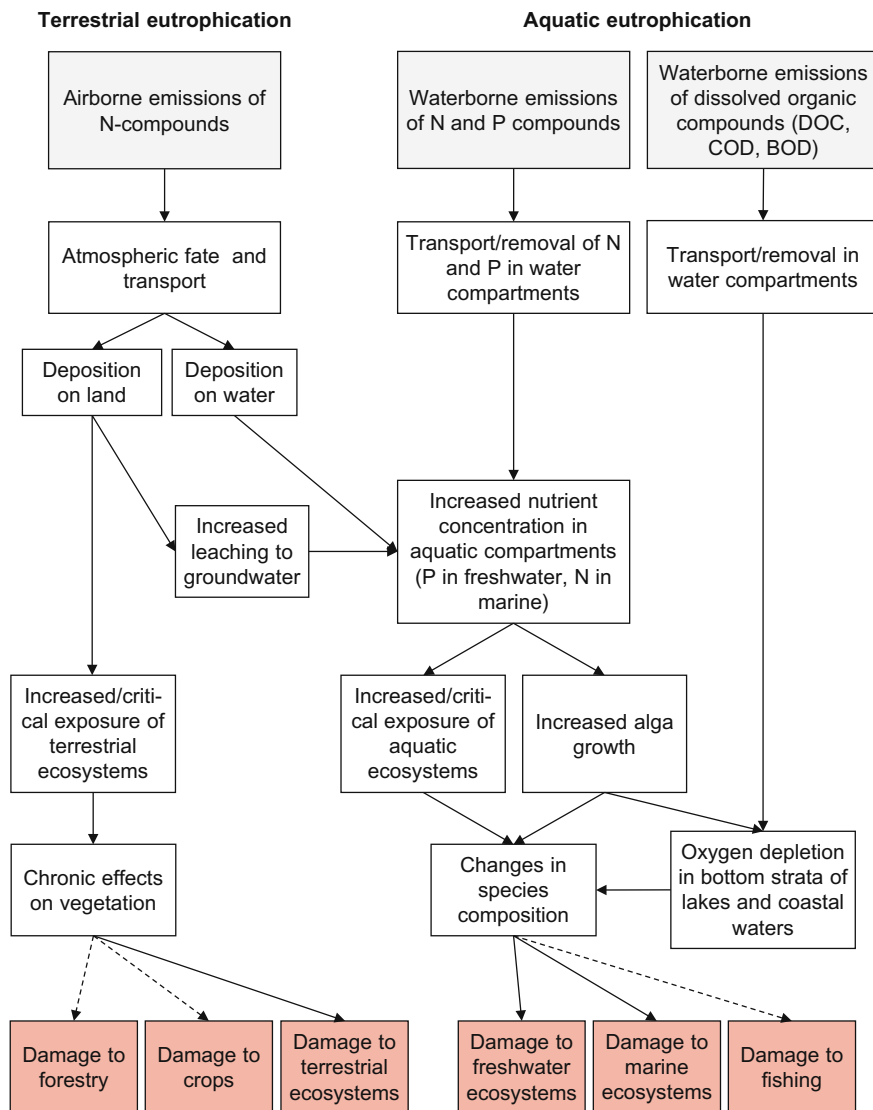 Terrestrial eutrophication
Aquatic eutrophication
Airborne emissions of
N-compounds
Waterborne emissions
of N and P compounds
Waterborne emissions
of dissolved organic
compounds (DOC,
COD, BOD)
Atmospheric fate and
transport
Transport/removal of N
and P in water
compartments
Transport/removal in
water compartments
Deposition
on land
Deposition
on water
Increased
leaching to
groundwater
Increased nutrient
concentration in
aquatic compartments
(P in freshwater, N in
marine)
Increased/criti-
cal exposure of
terrestrial
ecosystems
Increased/critical
exposure of
aquatic
ecosystems
Increased alga
growth
Chronic effects
on vegetation
Changes in
species
composition
Oxygen depletion
in bottom strata of
lakes and coastal
waters
Damage to
forestry
Damage to
crops
Damage to
terrestrial
ecosystems
Damage to
freshwater
ecosystems
Damage to
marine
ecosystems
Damage to
fishing